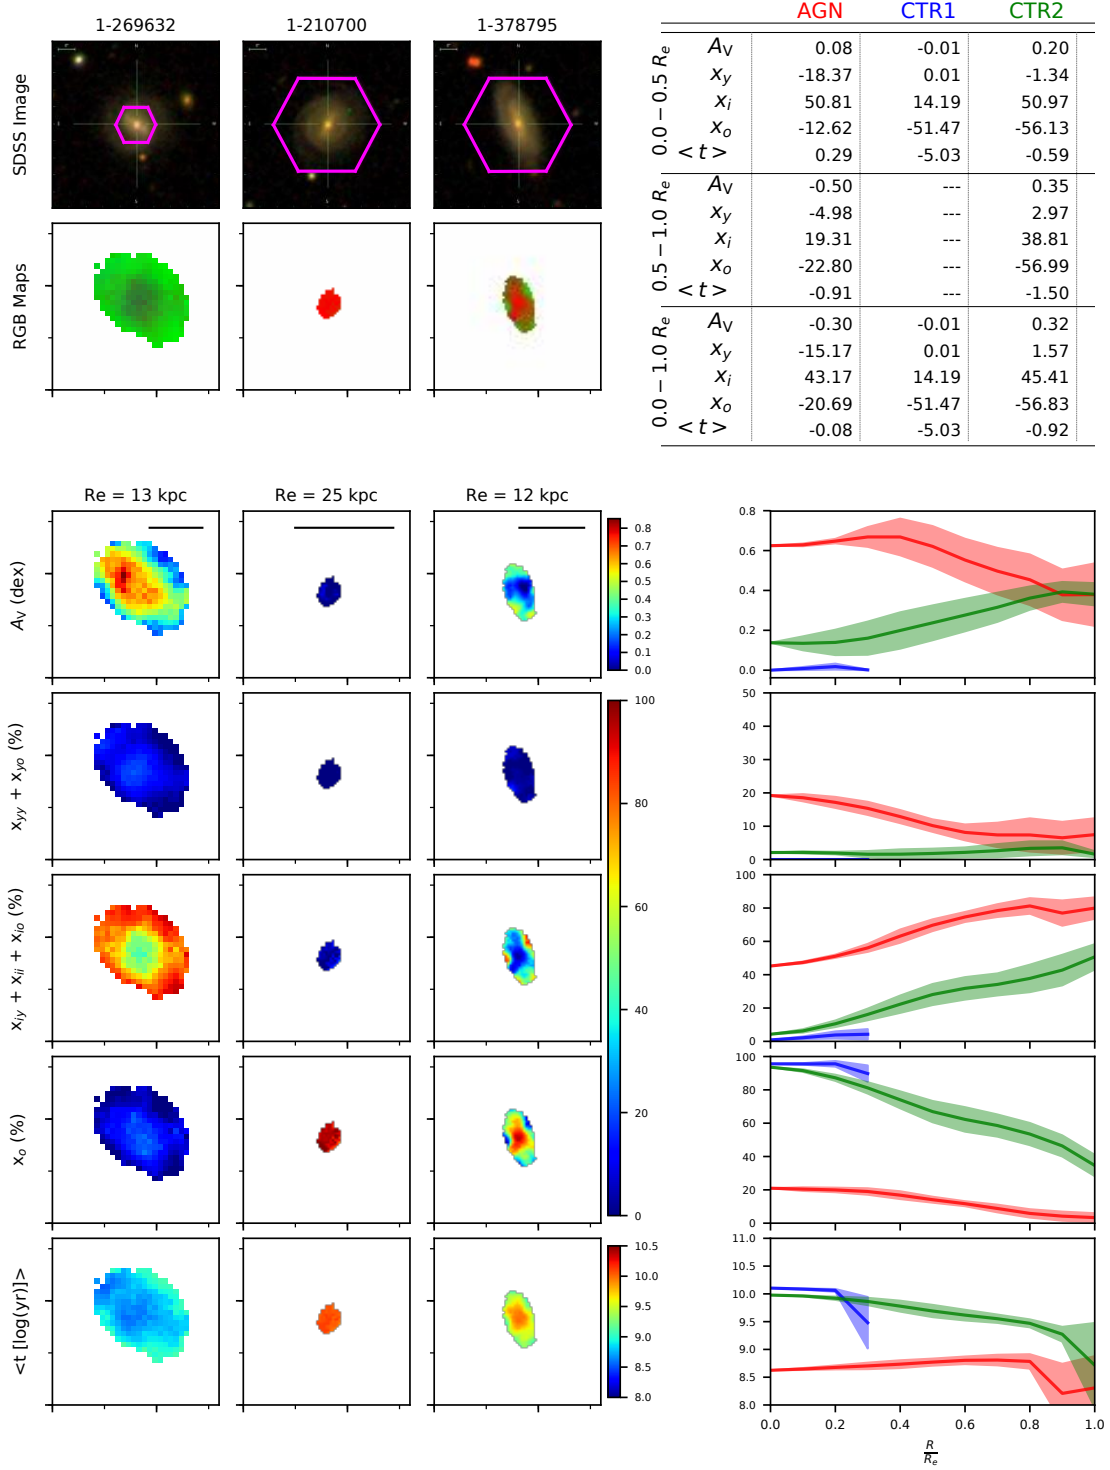 1-269632 1-210700 1-378795
SDSS Image
RGB Maps
AGN CTR1 CTR2
0.0 − 0.5 Re
AV 0.08 -0.01 0.20
xy -18.37 0.01 -1.34
xi 50.81 14.19 50.97
xo -12.62 -51.47 -56.13
<t> 0.29 -5.03 -0.59
0.5 − 1.0 Re
AV -0.50 --- 0.35
xy -4.98 --- 2.97
xi 19.31 --- 38.81
xo -22.80 --- -56.99
<t> -0.91 --- -1.50
0.0 − 1.0 Re
AV -0.30 -0.01 0.32
xy -15.17 0.01 1.57
xi 43.17 14.19 45.41
xo -20.69 -51.47 -56.83
<t> -0.08 -5.03 -0.92
Re = 13 kpc Re = 25 kpc Re = 12 kpc
AV (dex)
0.8
0.7
0.6
0.5
0.4
0.3
0.2
0.1
0.0
0.8
0.6
0.4
0.2
0.0
xyy + xyo (%)
100
80
60
40
20
0
50
40
30
20
10
0
xiy + xii + xio (%)
100
80
60
40
20
0
xo (%)
100
80
60
40
20
0
<t [log(yr)]>
10.5
10.0
9.5
9.0
8.5
8.0
11.0
10.5
10.0
9.5
9.0
8.5
8.0
0.0 0.2 0.4 0.6 0.8 1.0
R
Re